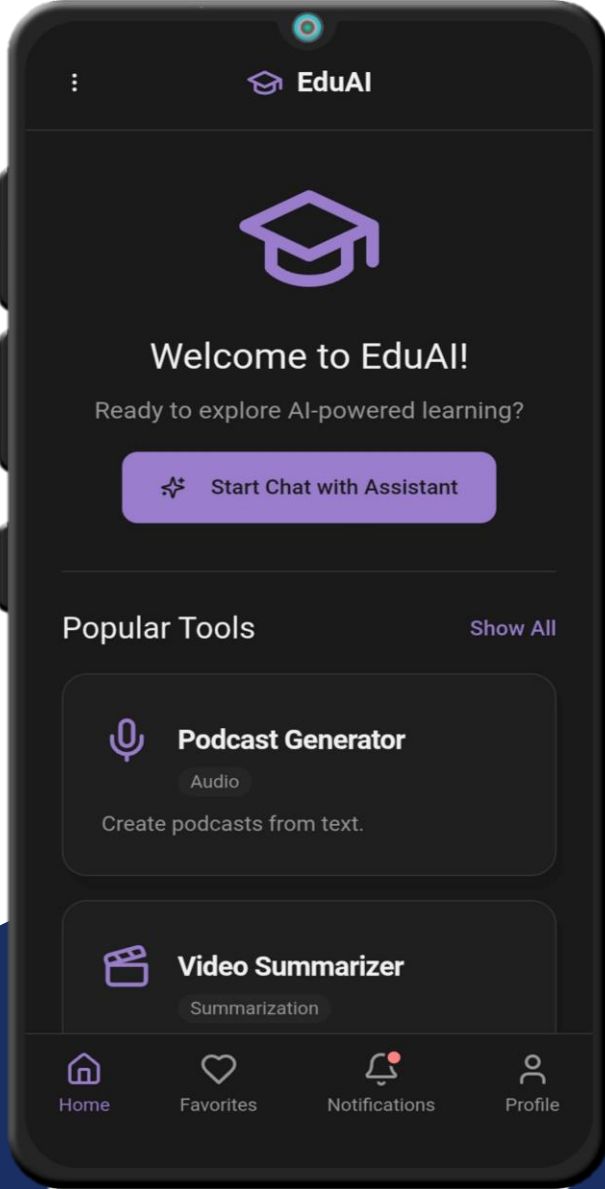 EduAI
Welcome to EduAI!
Ready to explore AI-powered learning?
Start Chat with Assistant
Popular Tools
Show All
Podcast Generator
Audio
Create podcasts from text.
Video Summarizer
Summarization
Home
Favorites
Notifications
Profile